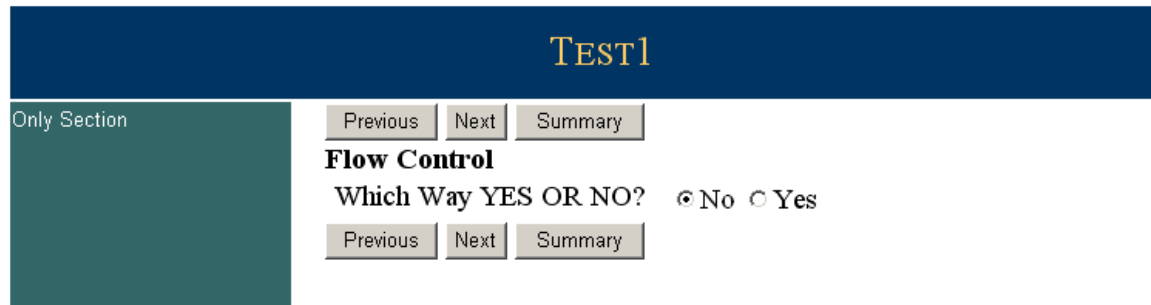 TEST1
Only Section
Previous Next Summary
Flow Control
Which Way YES OR NO? No Yes
Previous Next Summary